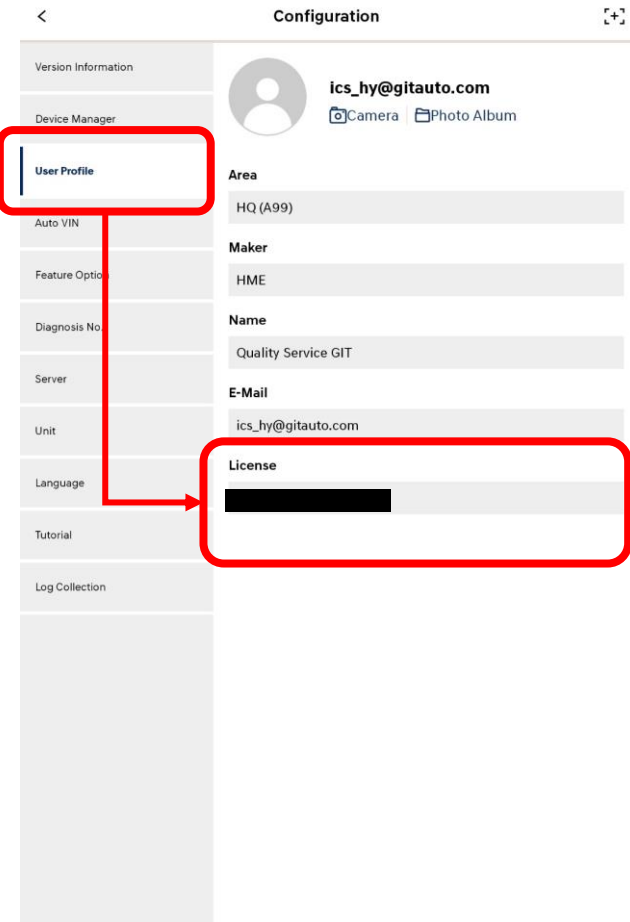 Configuration
Version Information
Device Manager
User Profile
Auto VIN
Feature Option
Diagnosis No.
Server
Unit
Language
Tutorial
Log Collection
ics_hy@gitauto.com
Camera Photo Album
Area
HQ (A99)
Maker
HME
Name
Quality Service GIT
E-Mail
ics_hy@gitauto.com
License